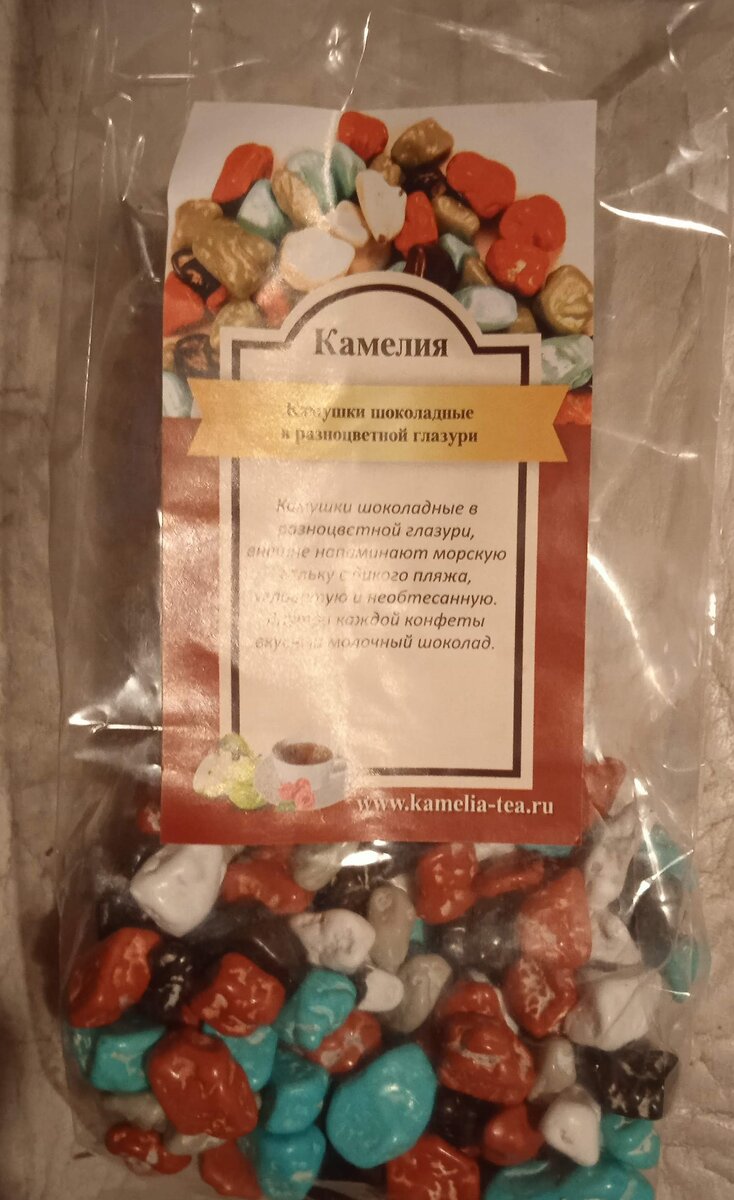 Камелия
Камушки шоколадные
в разноцветной глазури
Камушки шоколадные в
разноцветной глазури,
внешне напоминают морскую
гальку с дикого пляжа,
и необтесанную.
Внутри каждой конфеты
вкусный молочный шоколад.
www.kamelia-tea.ru